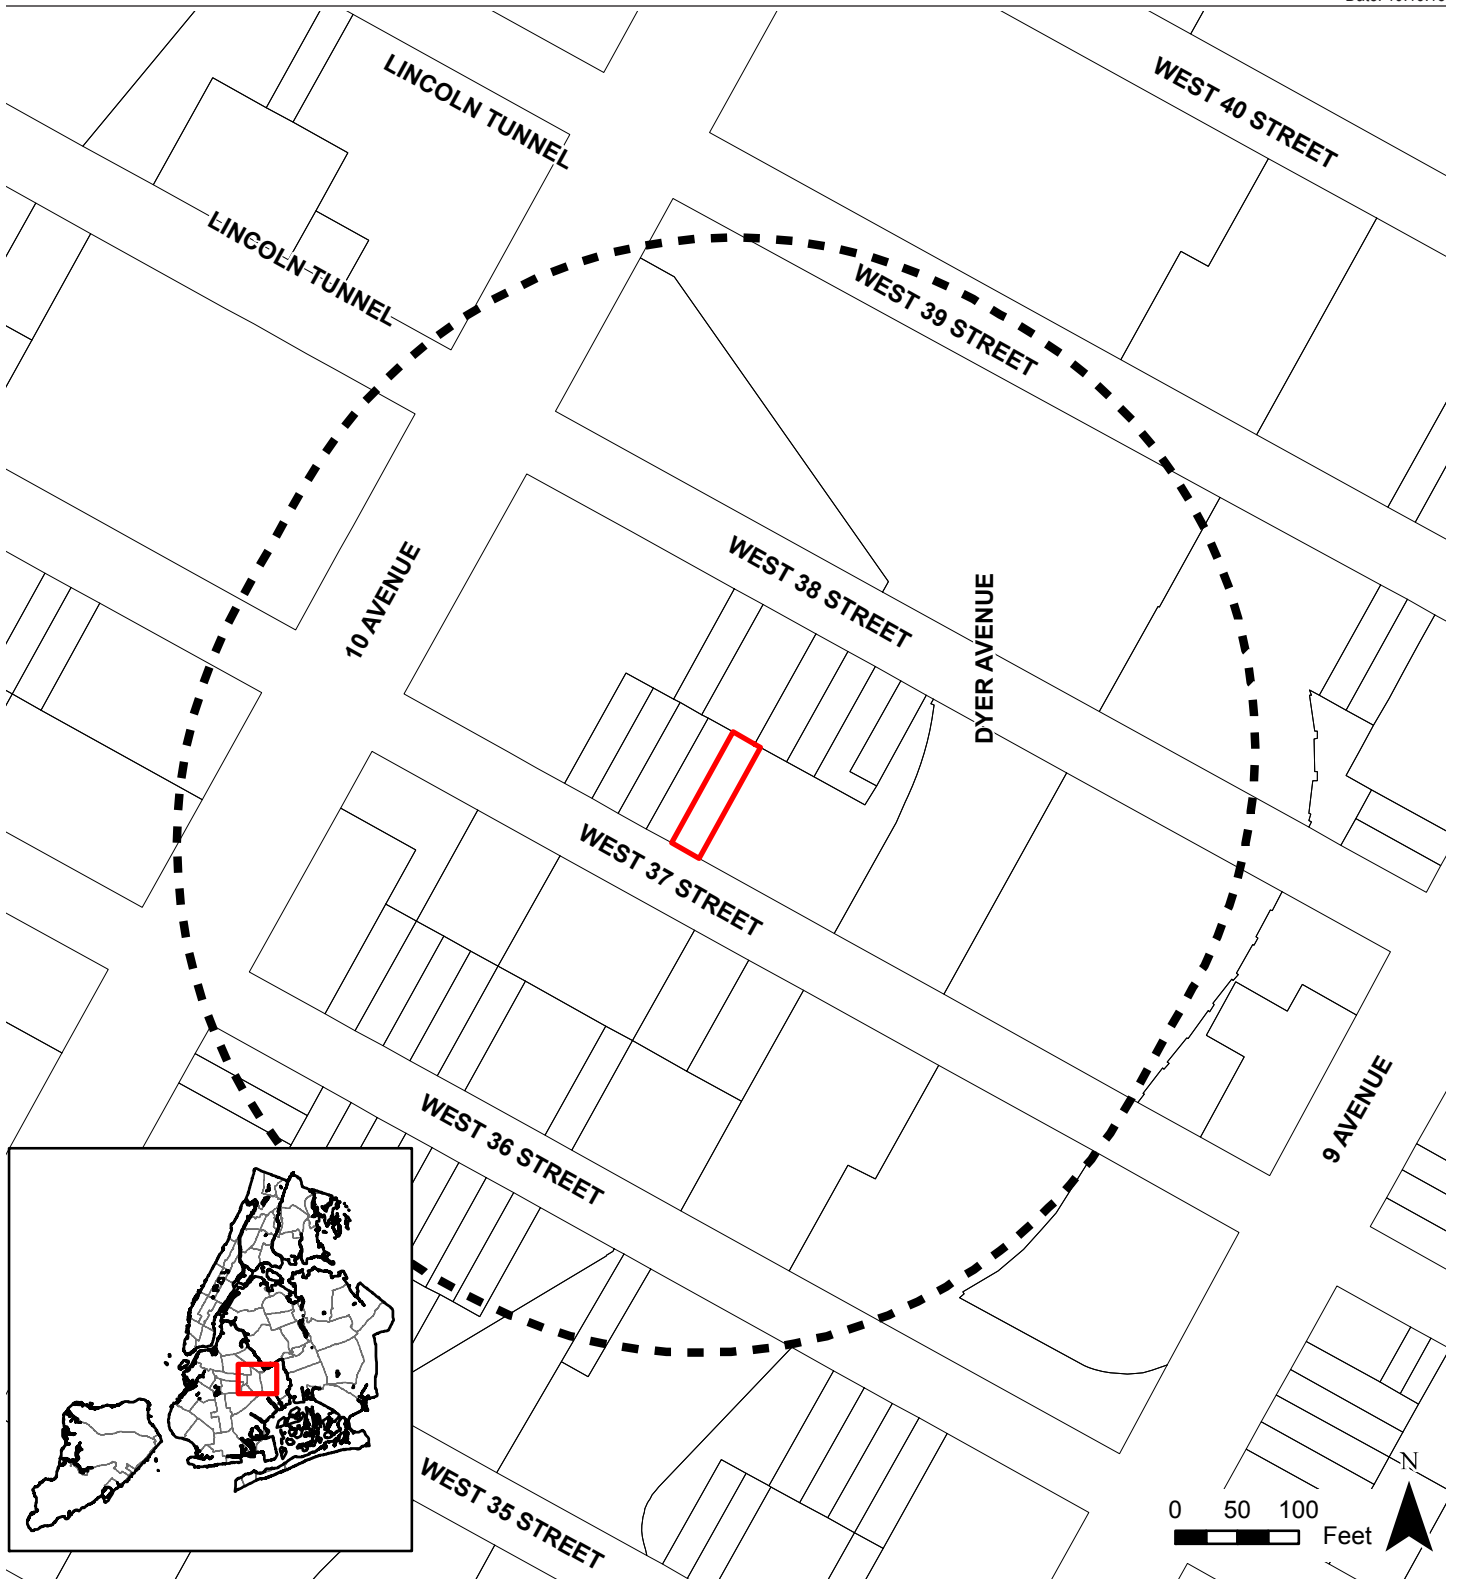 WEST 40 STREET
LINCOLN TUNNEL
LINCOLN TUNNEL
WEST 39 STREET
WEST 38 STREET
10 AVENUE
DYER AVENUE
WEST 37 STREET
9 AVENUE
WEST 36 STREET
WEST 35 STREET
N
0 50 100
Feet